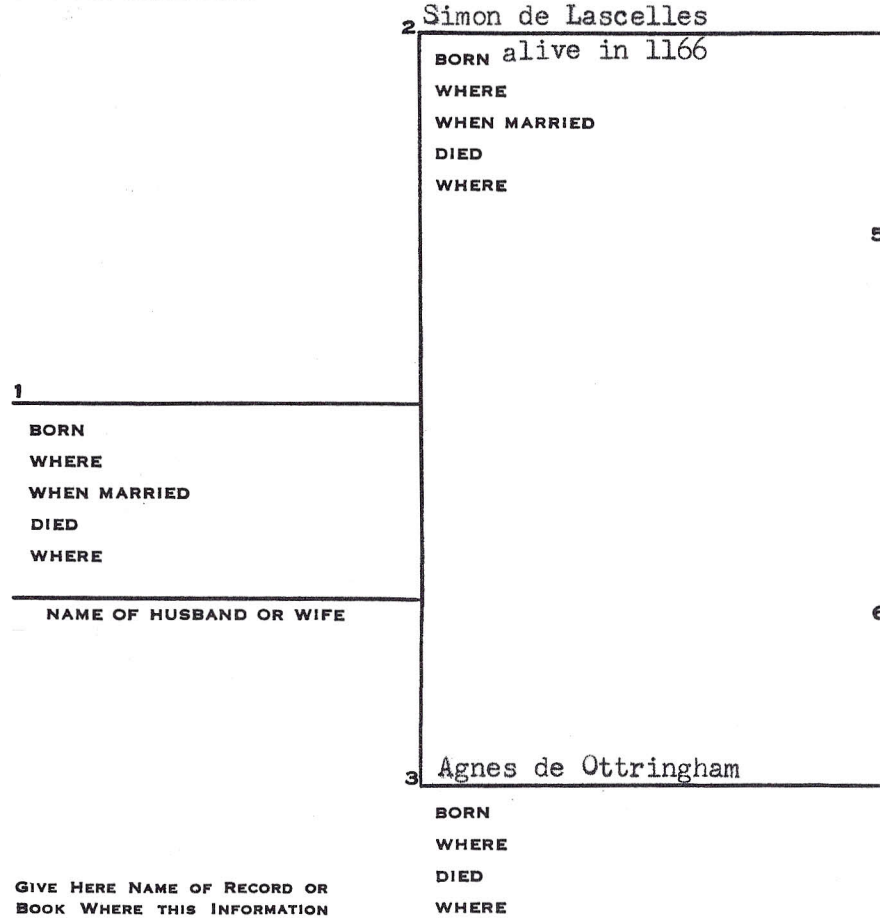 2 Simon de Lascelles
BORN alive in 1166
WHERE
WHEN MARRIED
DIED
WHERE
5
1
BORN
WHERE
WHEN MARRIED
DIED
WHERE
NAME OF HUSBAND OR WIFE
6
3 Agnes de Ottringham
BORN
WHERE
DIED
WHERE
GIVE HERE NAME OF RECORD OR
BOOK WHERE THIS INFORMATION